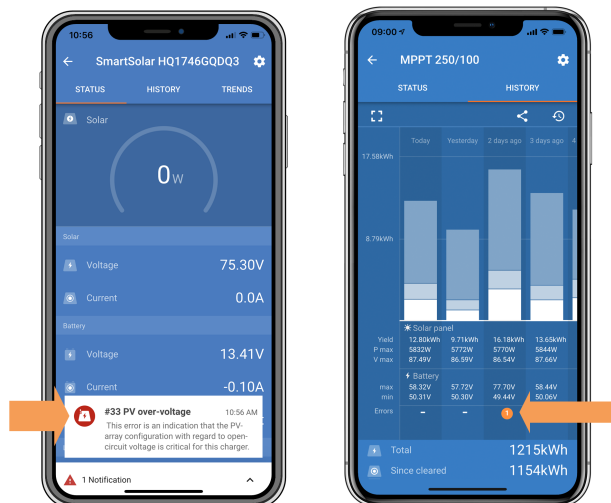 10:56
SmartSolar HQ1746GQDQ3
STATUS HISTORY TRENDS
Solar
0W
Solar
Voltage 75.30V
Current 0.0A
Battery
Voltage 13.41V
Current -0.10A
#33 PV over-voltage 10:56 AM
This error is an indication that the PV-
array configuration with regard to open-
circuit voltage is critical for this charger.
1 Notification
09:00
MPPT 250/100
STATUS HISTORY
Today Yesterday 2 days ago 3 days ago 4
17.58kWh
8.79kWh
Solar panel
Yield 12.80kWh 9.71kWh 16.18kWh 13.65kWh
P max 5832W 5772W 5770W 5844W
V max 87.49V 86.59V 86.54V 87.66V
Battery
max 58.32V 57.72V 77.70V 58.44V
min 50.31V 50.30V 49.44V 50.06V
Errors – – 1
Total 1215kWh
Since cleared 1154kWh